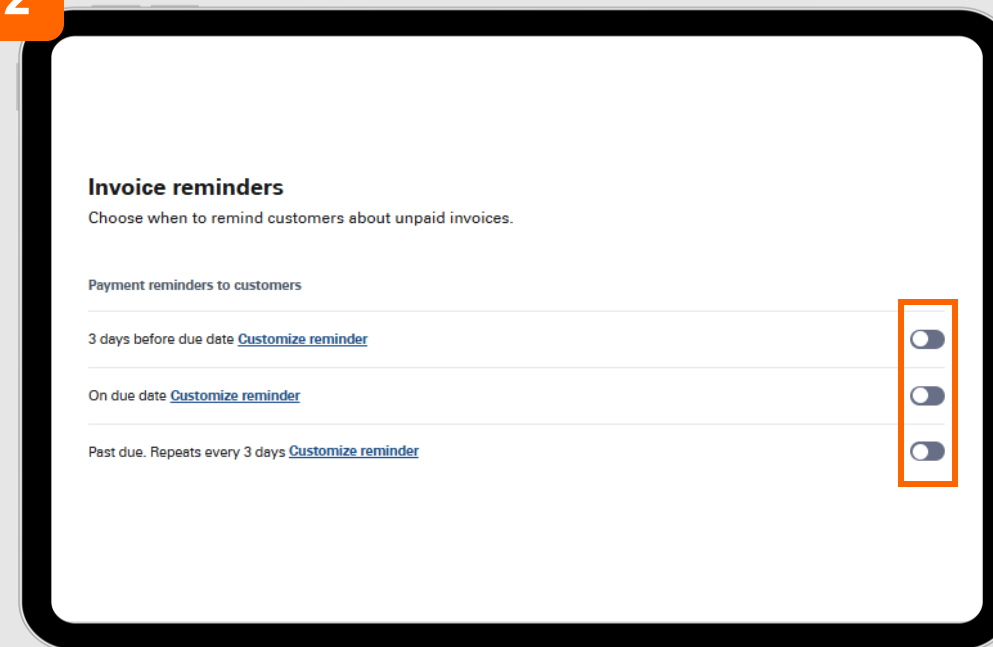 2
Invoice reminders
Choose when to remind customers about unpaid invoices.
Payment reminders to customers
3 days before due date Customize reminder
On due date Customize reminder
Past due. Repeats every 3 days Customize reminder